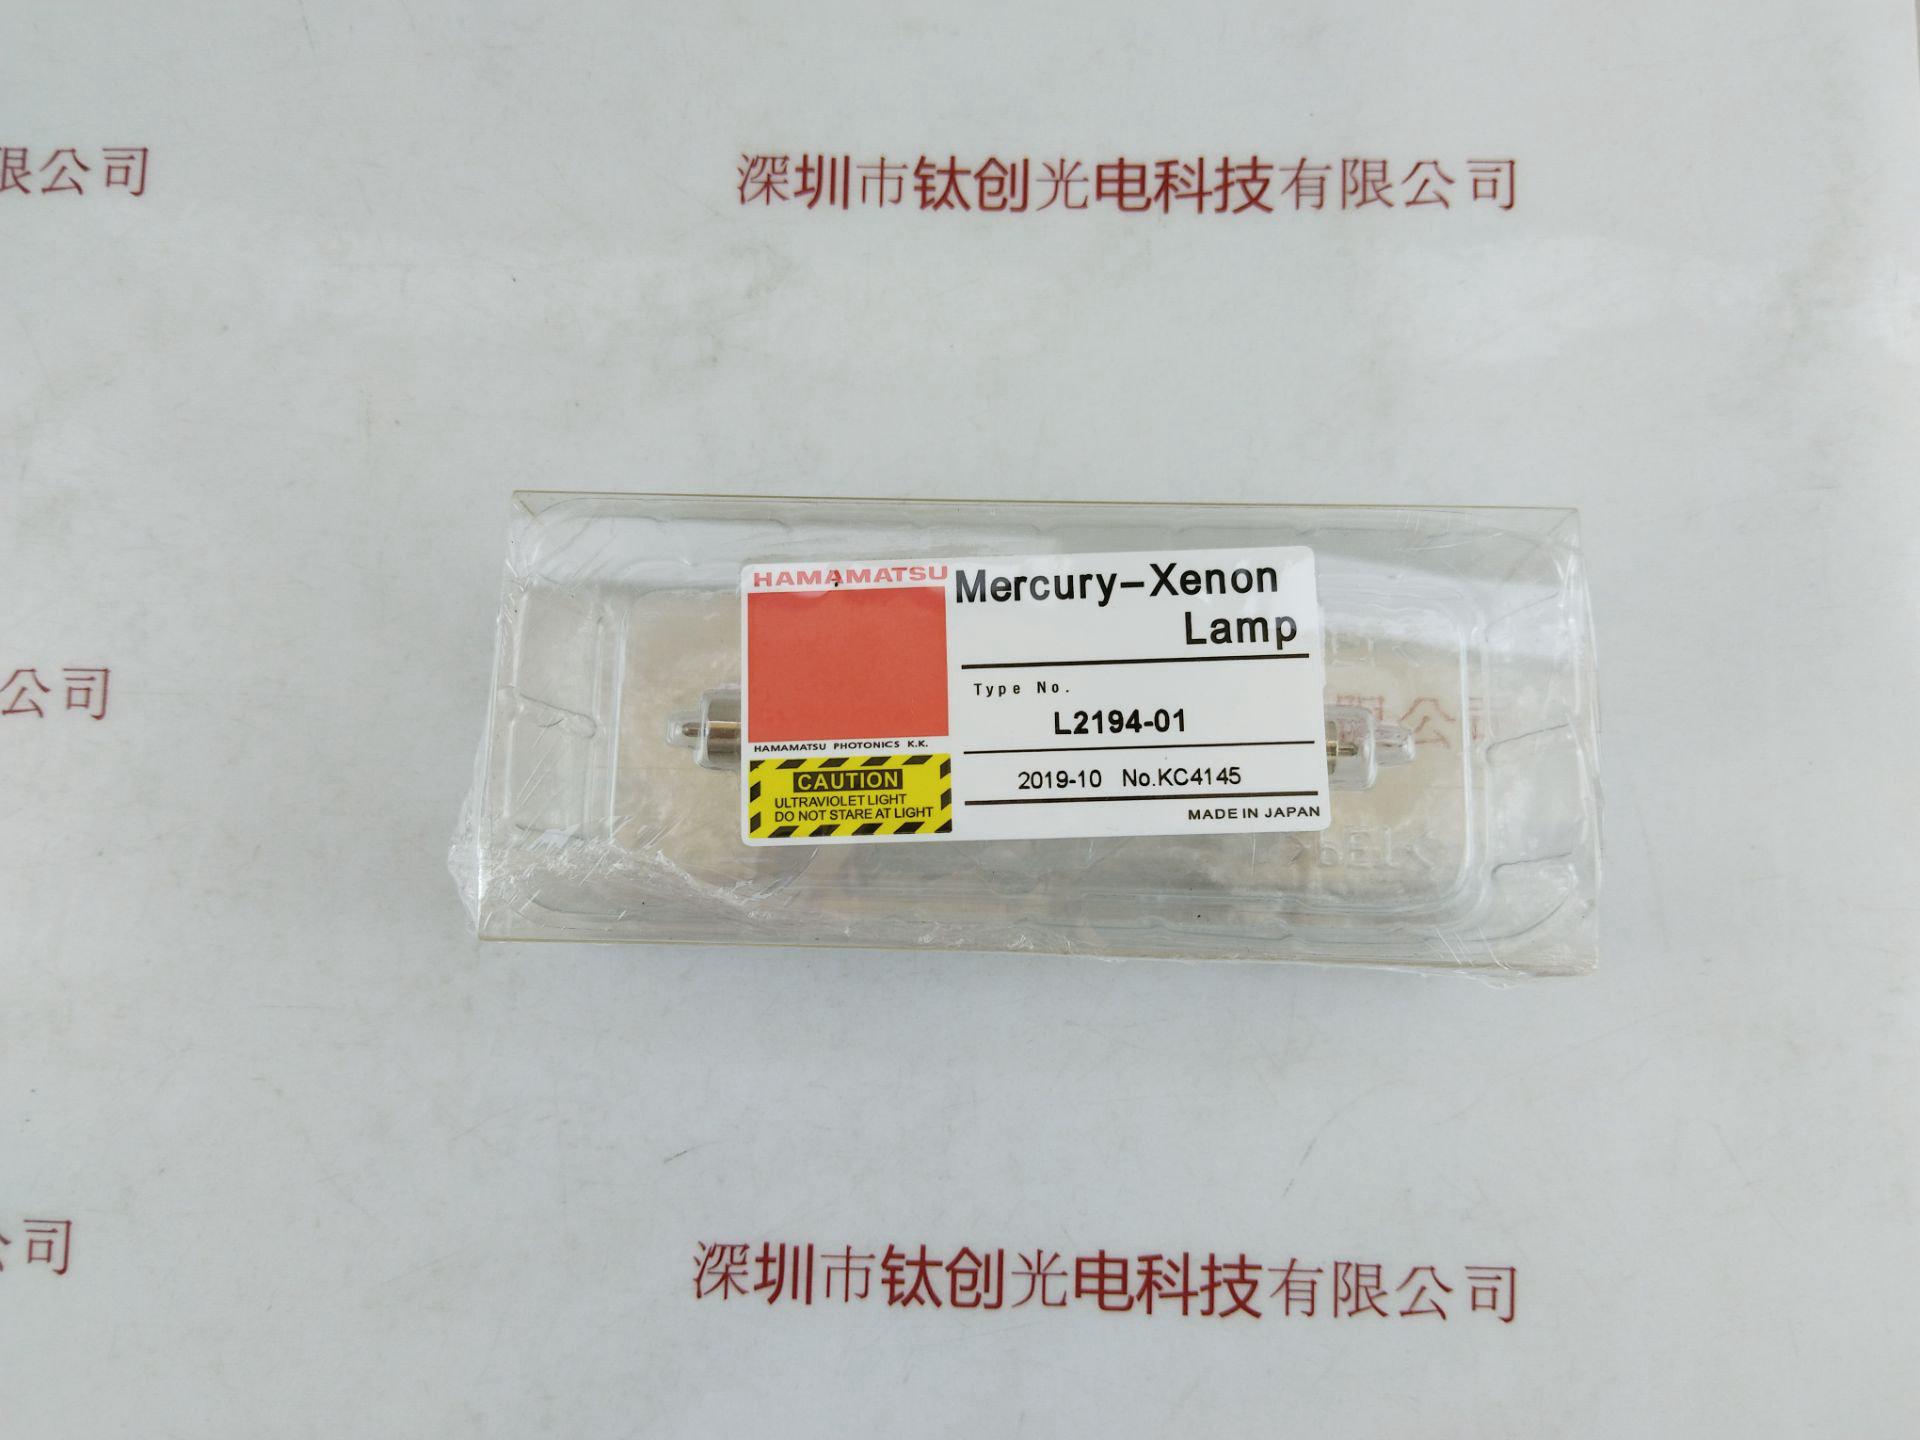 限公司
深圳市钛创光电科技有限公司
HAMAMATSU
Mercury-Xenon
Lamp
公司
Type No.
L2194-01
限公司
HAMAMATSU PHOTONICS K.K.
CAUTION
ULTRAVIOLET LIGHT
DO NOT STARE AT LIGHT
2019-10 No.KC4145
MADE IN JAPAN
公司
深圳市钛创光电科技有限公司